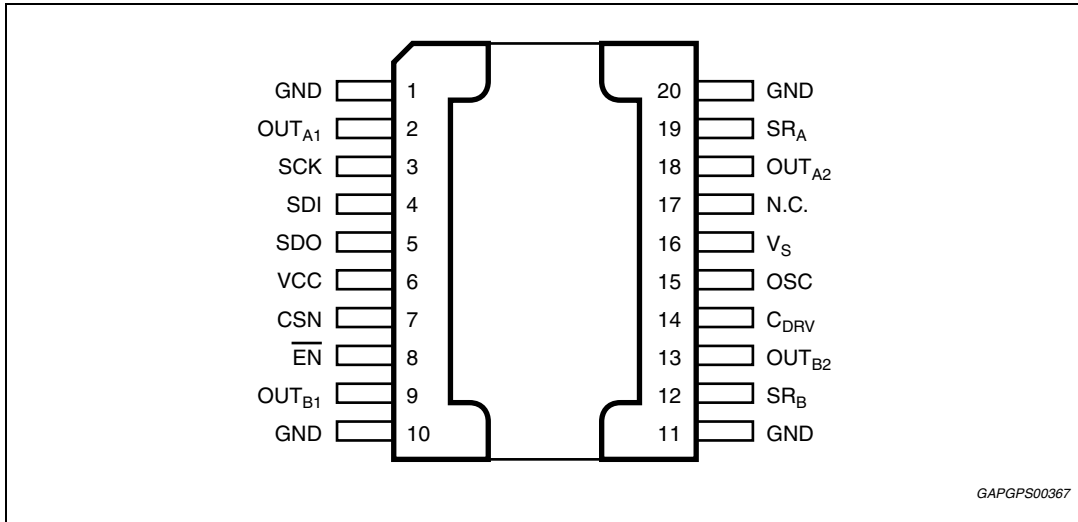 GND 1 20 GND
OUTA1 2 19 SRA
SCK 3 18 OUTA2
SDI 4 17 N.C.
SDO 5 16 VS
VCC 6 15 OSC
CSN 7 14 CDRV
E̅N̅ 8 13 OUTB2
OUTB1 9 12 SRB
GND 10 11 GND
GAPGPS00367